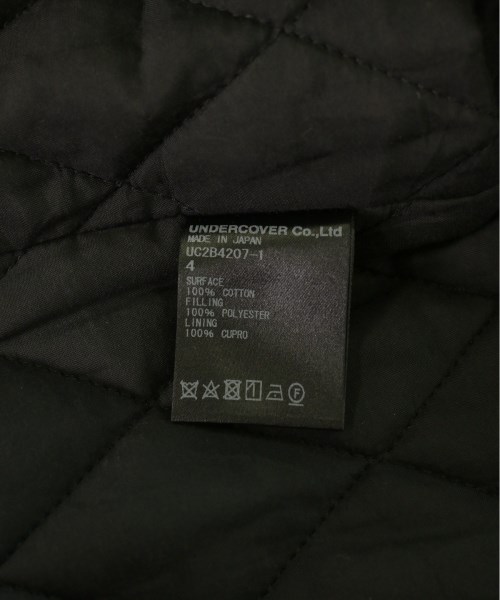 UNDERCOVER Co.,Ltd
MADE IN JAPAN
UC2B4207-1
4
SURFACE
100% COTTON
FILLING
100% POLYESTER
LINING
100% CUPRO
F